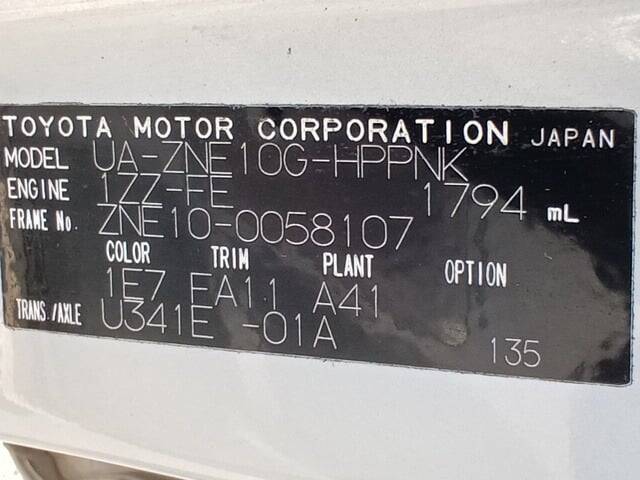 TOYOTA MOTOR CORPORATION JAPAN
MODEL UA-ZNE10G-HPPNK
ENGINE 1ZZ-FE 1794 mL
FRAME No. ZNE10-0058107
COLOR TRIM PLANT OPTION
1E7 FA11 A41
TRANS./AXLE U341E -01A 135